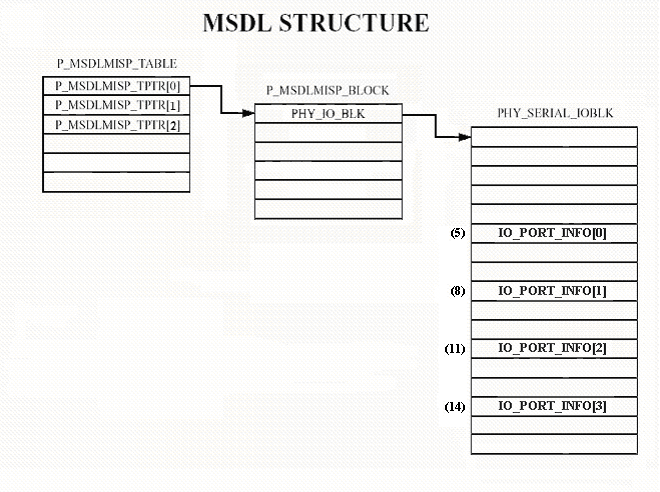 MSDL STRUCTURE
P_MSDLMISP_TABLE
P_MSDLMISP_TPTR[0]
P_MSDLMISP_TPTR[1]
P_MSDLMISP_TPTR[2]
P_MSDLMISP_BLOCK
PHY_IO_BLK
PHY_SERIAL_IOBLK
(5) IO_PORT_INFO[0]
(8) IO_PORT_INFO[1]
(11) IO_PORT_INFO[2]
(14) IO_PORT_INFO[3]